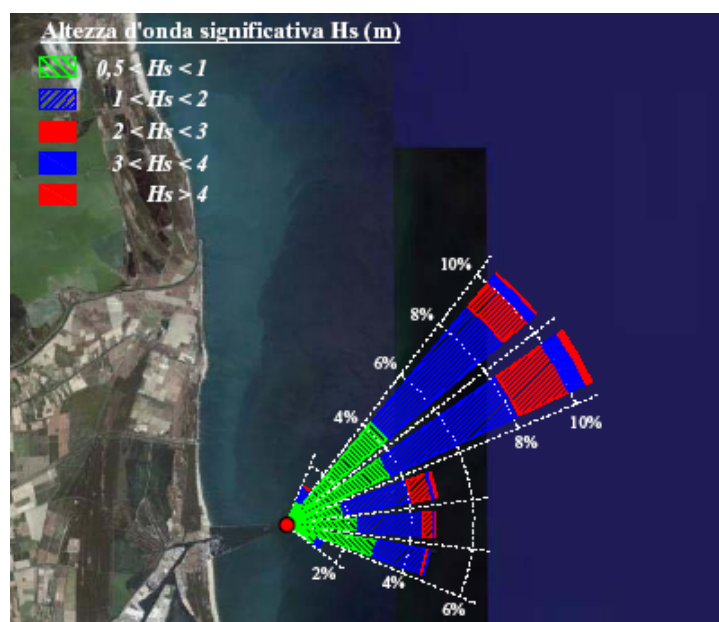 Altezza d'onda significativa Hs (m)
0,5 < Hs < 1
1 < Hs < 2
2 < Hs < 3
3 < Hs < 4
Hs > 4
10%
8%
6%
4%
8%
10%
2%
4%
6%